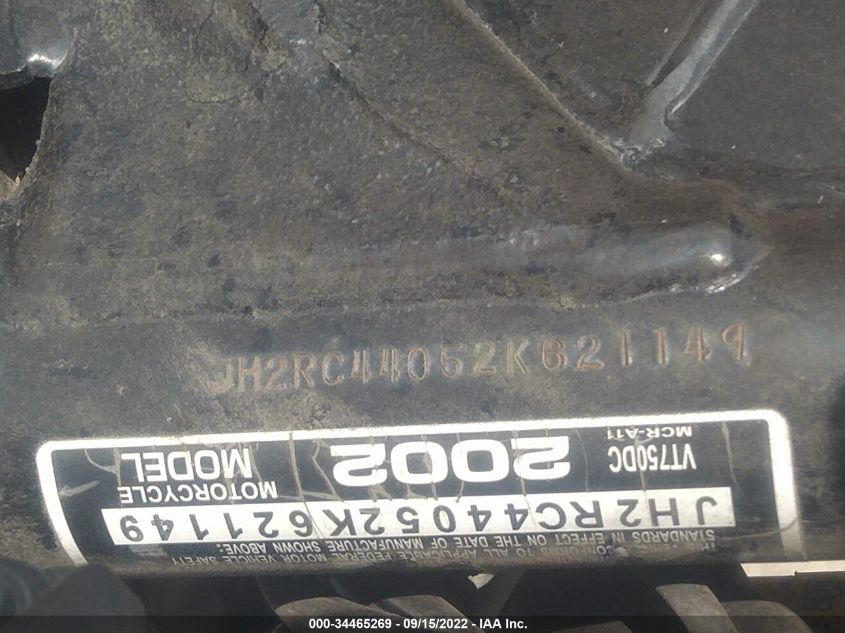 JH2RC44052K621149
VT750DC
MCR-A11
2002
MOTORCYCLE
MODEL
JH2RC44052K621149
CONFORMS TO ALL APPLICABLE FEDERAL MOTOR VEHICLE SAFETY
STANDARDS IN EFFECT ON THE DATE OF MANUFACTURE SHOWN ABOVE.
000-34465269 - 09/15/2022 - IAA Inc.